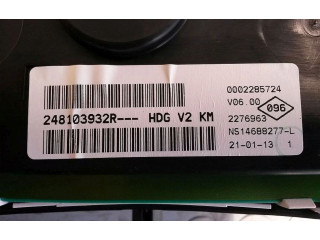 0002285724
V06.00
096
248103932R--- HDG V2 KM
2276963
NS14688277-L
21-01-13 1